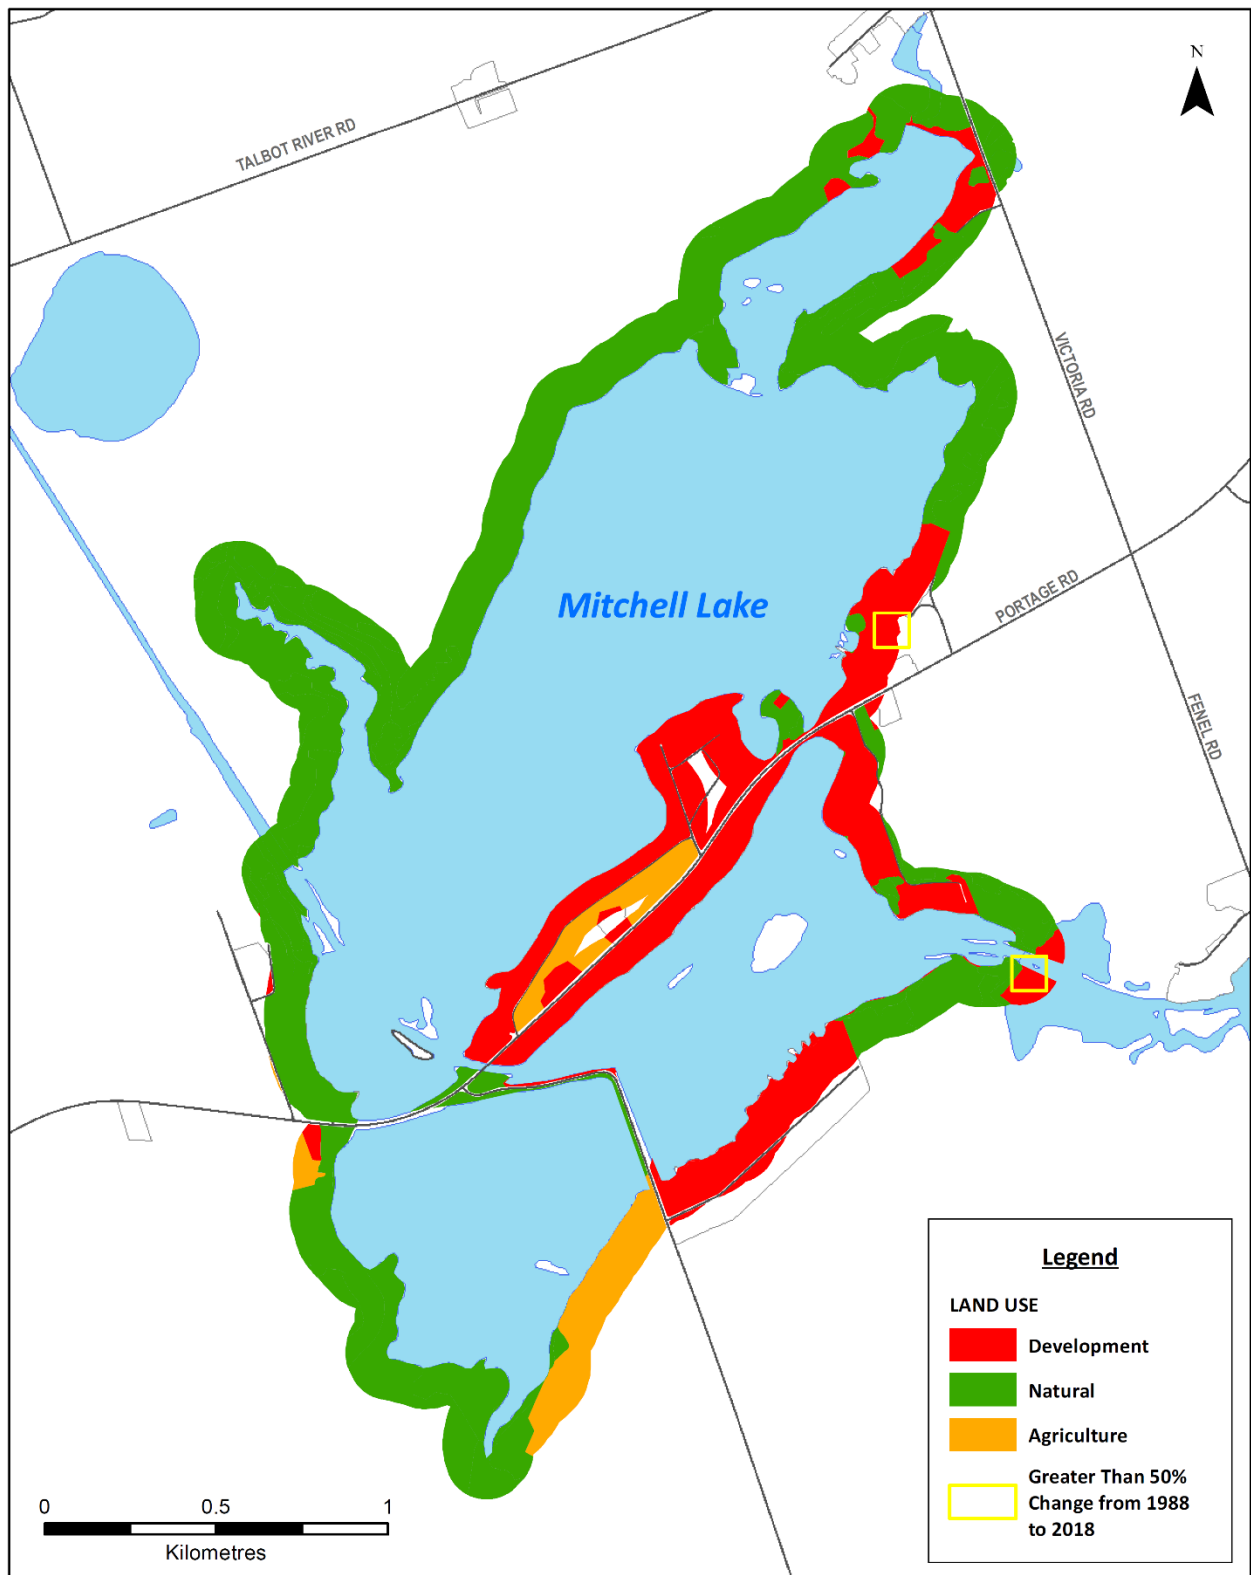 N
TALBOT RIVER RD
VICTORIA RD
Mitchell Lake
PORTAGE RD
FENEL RD
Legend
LAND USE
Development
Natural
Agriculture
Greater Than 50%
Change from 1988
to 2018
0 0.5 1
Kilometres